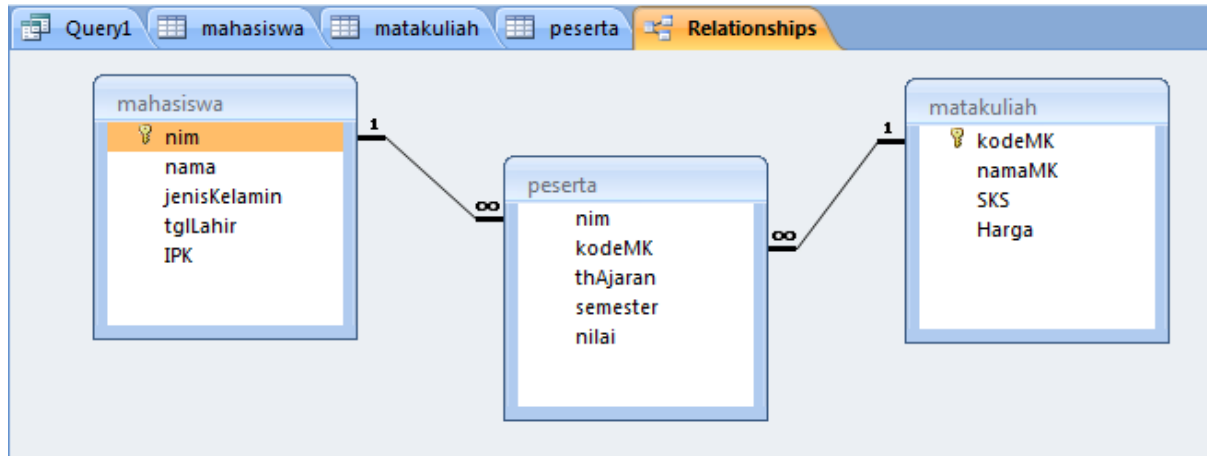 Query1 mahasiswa matakuliah peserta Relationships
mahasiswa
nim
nama
jenisKelamin
tglLahir
IPK
1
∞
peserta
nim
kodeMK
thAjaran
semester
nilai
∞
1
matakuliah
kodeMK
namaMK
SKS
Harga